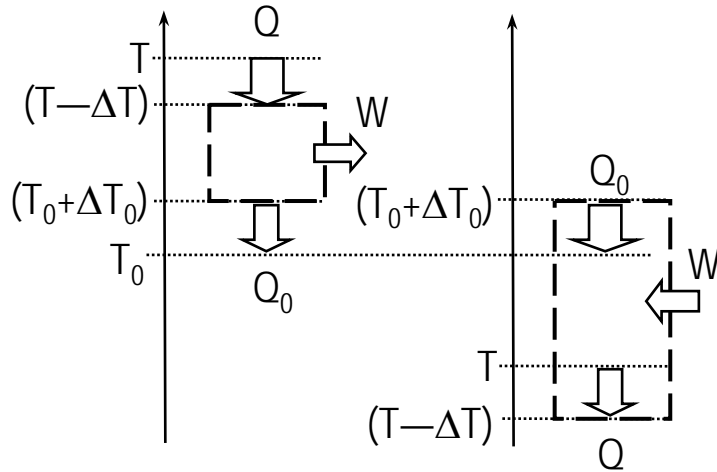 Q
T
(T—ΔT)
W
(T₀+ΔT₀)
T₀
Q₀
Q₀
(T₀+ΔT₀)
W
T
(T—ΔT)
Q